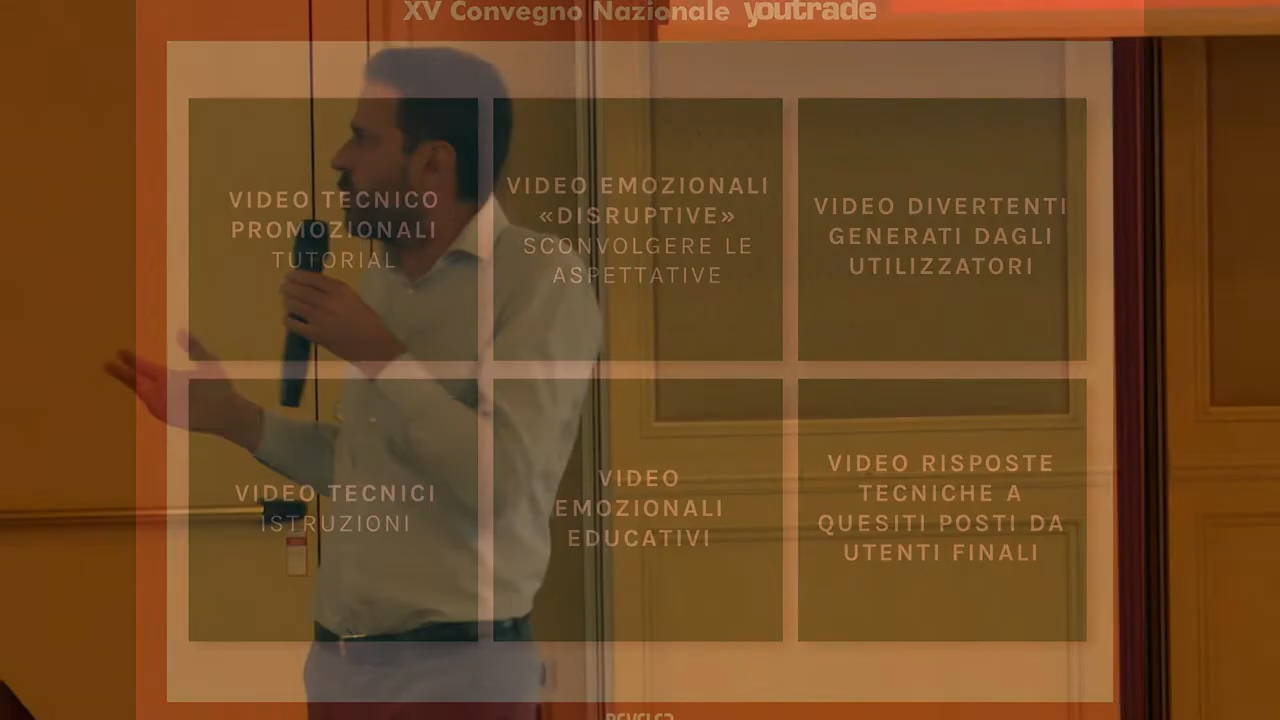 XV Convegno Nazionale youtrade
VIDEO TECNICO
PROMOZIONALI
TUTORIAL
VIDEO EMOZIONALI
«DISRUPTIVE»
SCONVOLGERE LE
ASPETTATIVE
VIDEO DIVERTENTI
GENERATI DAGLI
UTILIZZATORI
VIDEO TECNICI
ISTRUZIONI
VIDEO
EMOZIONALI
EDUCATIVI
VIDEO RISPOSTE
TECNICHE A
QUESITI POSTI DA
UTENTI FINALI